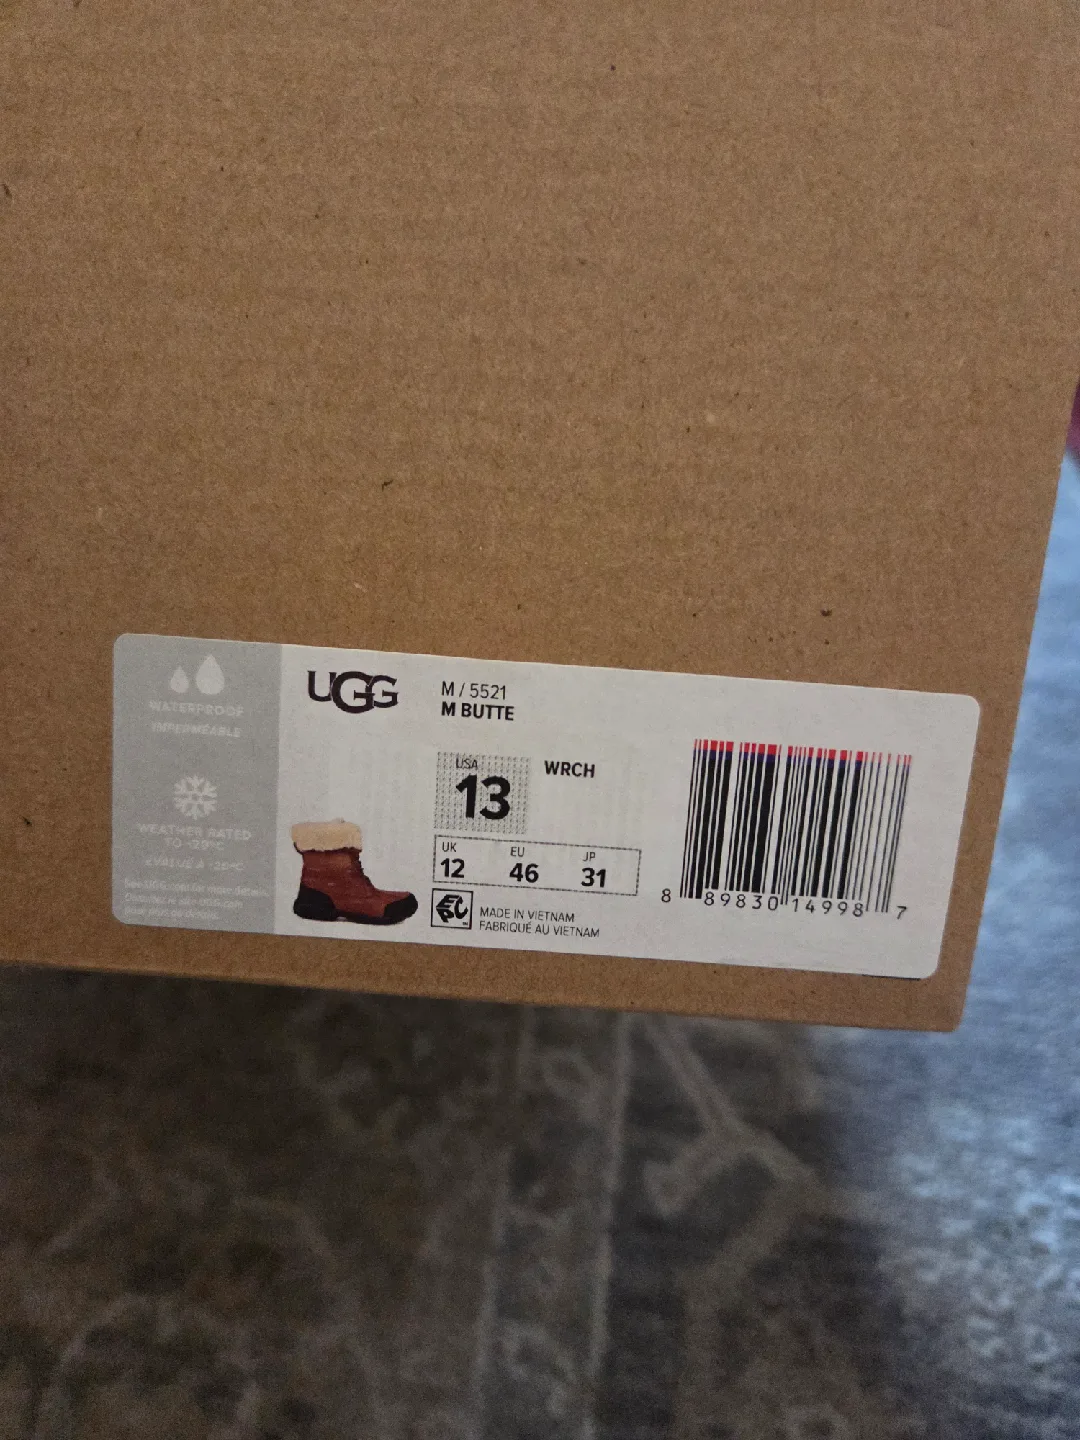 WATERPROOF
IMPERMÉABLE
WEATHER RATED
UGG
M / 5521
M BUTTE
USA
13
WRCH
UK
12
EU
46
JP
31
MADE IN VIETNAM
FABRIQUÉ AU VIETNAM
8 89830 14998 7